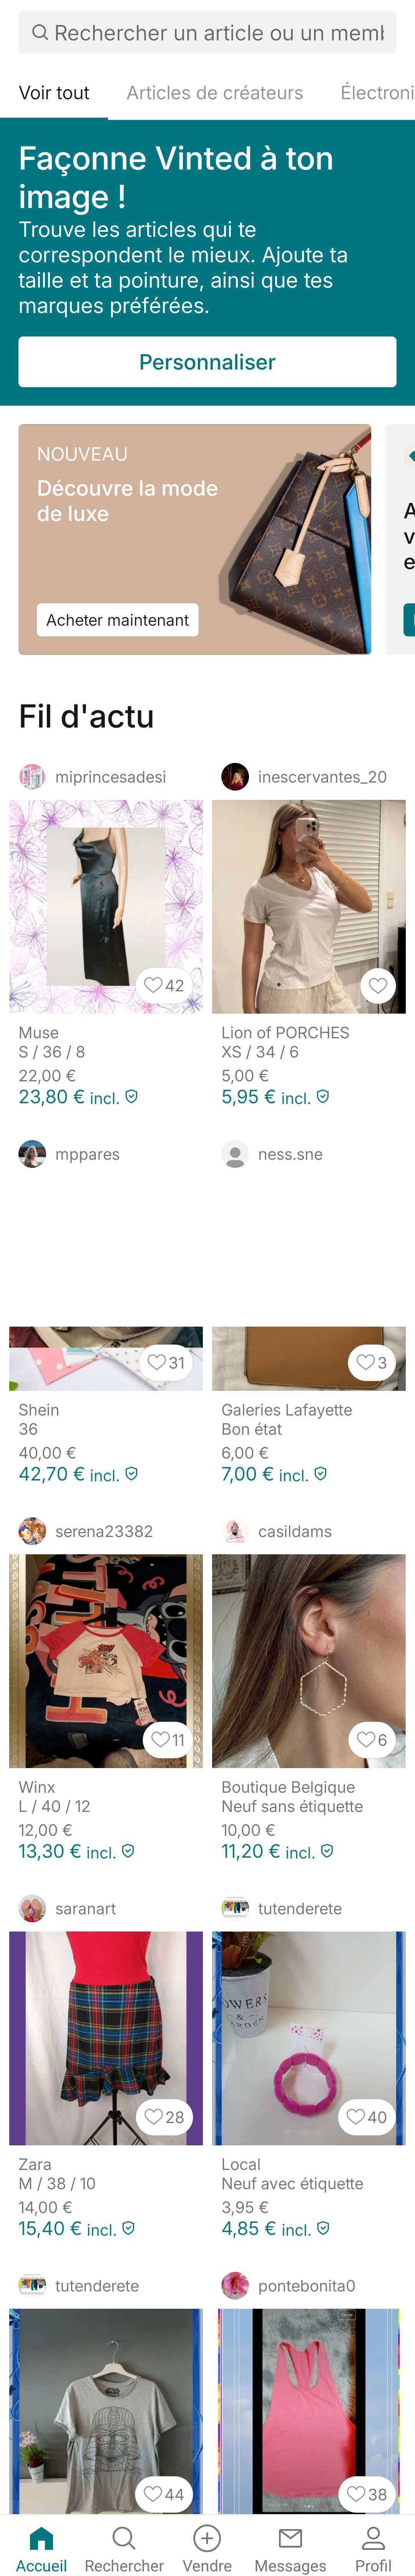 Rechercher un article ou un memb
Voir tout
Articles de créateurs
Électroni
Façonne Vinted à ton
image !
Trouve les articles qui te
correspondent le mieux. Ajoute ta
taille et ta pointure, ainsi que tes
marques préférées.
Personnaliser
NOUVEAU
Découvre la mode
de luxe
Acheter maintenant
A
v
e
Fil d'actu
miprincesadesi
inescervantes_20
42
Muse
S / 36 / 8
22,00 €
23,80 € incl.
Lion of PORCHES
XS / 34 / 6
5,00 €
5,95 € incl.
mppares
ness.sne
31
3
Shein
36
40,00 €
42,70 € incl.
Galeries Lafayette
Bon état
6,00 €
7,00 € incl.
serena23382
casildams
11
6
Winx
L / 40 / 12
12,00 €
13,30 € incl.
Boutique Belgique
Neuf sans étiquette
10,00 €
11,20 € incl.
saranart
tutenderete
OWERS
&
ARDEN
28
40
Zara
M / 38 / 10
14,00 €
15,40 € incl.
Local
Neuf avec étiquette
3,95 €
4,85 € incl.
tutenderete
pontebonita0
44
38
Accueil
Rechercher
Vendre
Messages
Profil